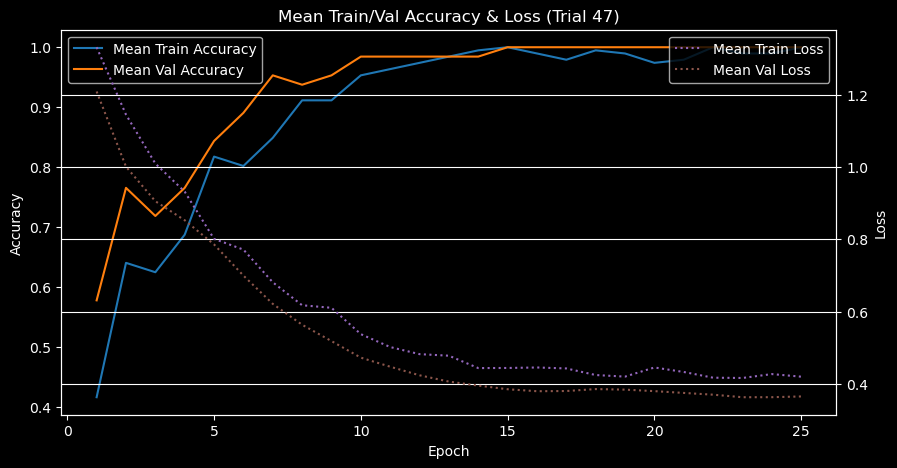 Mean Train/Val Accuracy & Loss (Trial 47)
Mean Train Accuracy
Mean Val Accuracy
Mean Train Loss
Mean Val Loss
1.0
0.9
0.8
0.7
0.6
0.5
0.4
Accuracy
1.2
1.0
0.8
0.6
0.4
Loss
0 5 10 15 20 25
Epoch